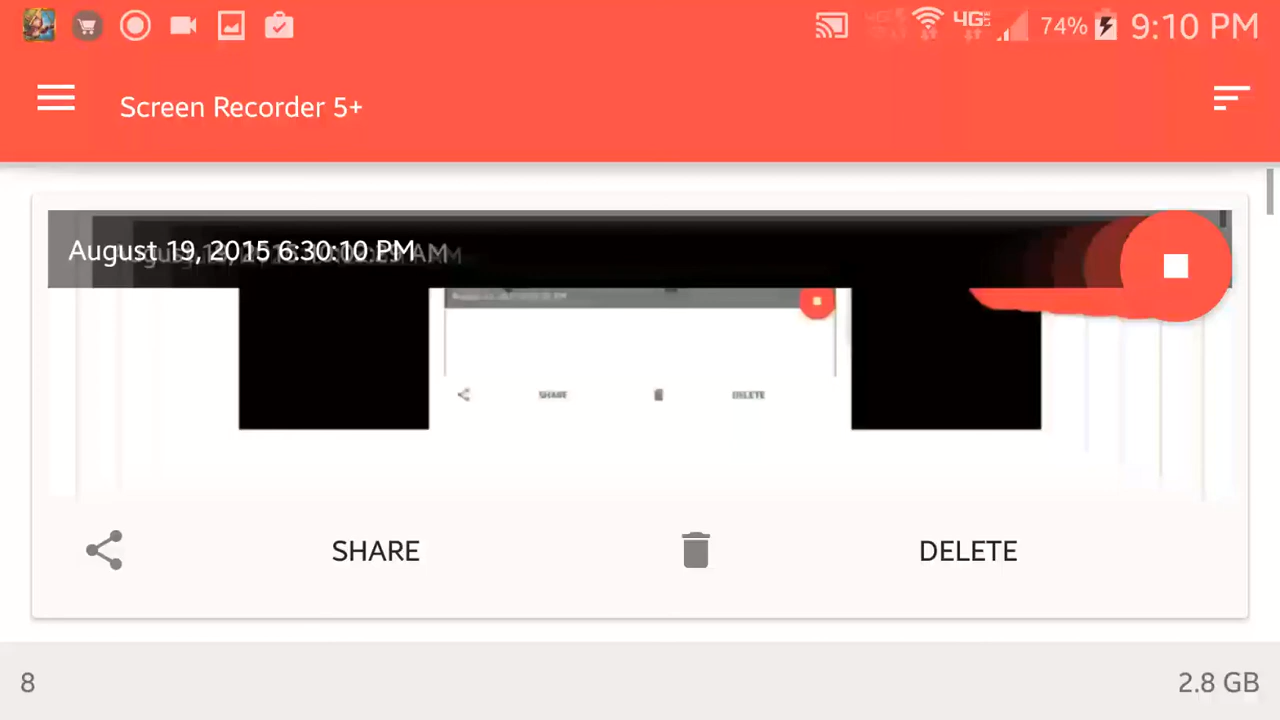 4G LTE 74% 9:10 PM
Screen Recorder 5+
August 19, 2015 6:30:10 PM
SHARE DELETE
SHARE DELETE
8 2.8 GB